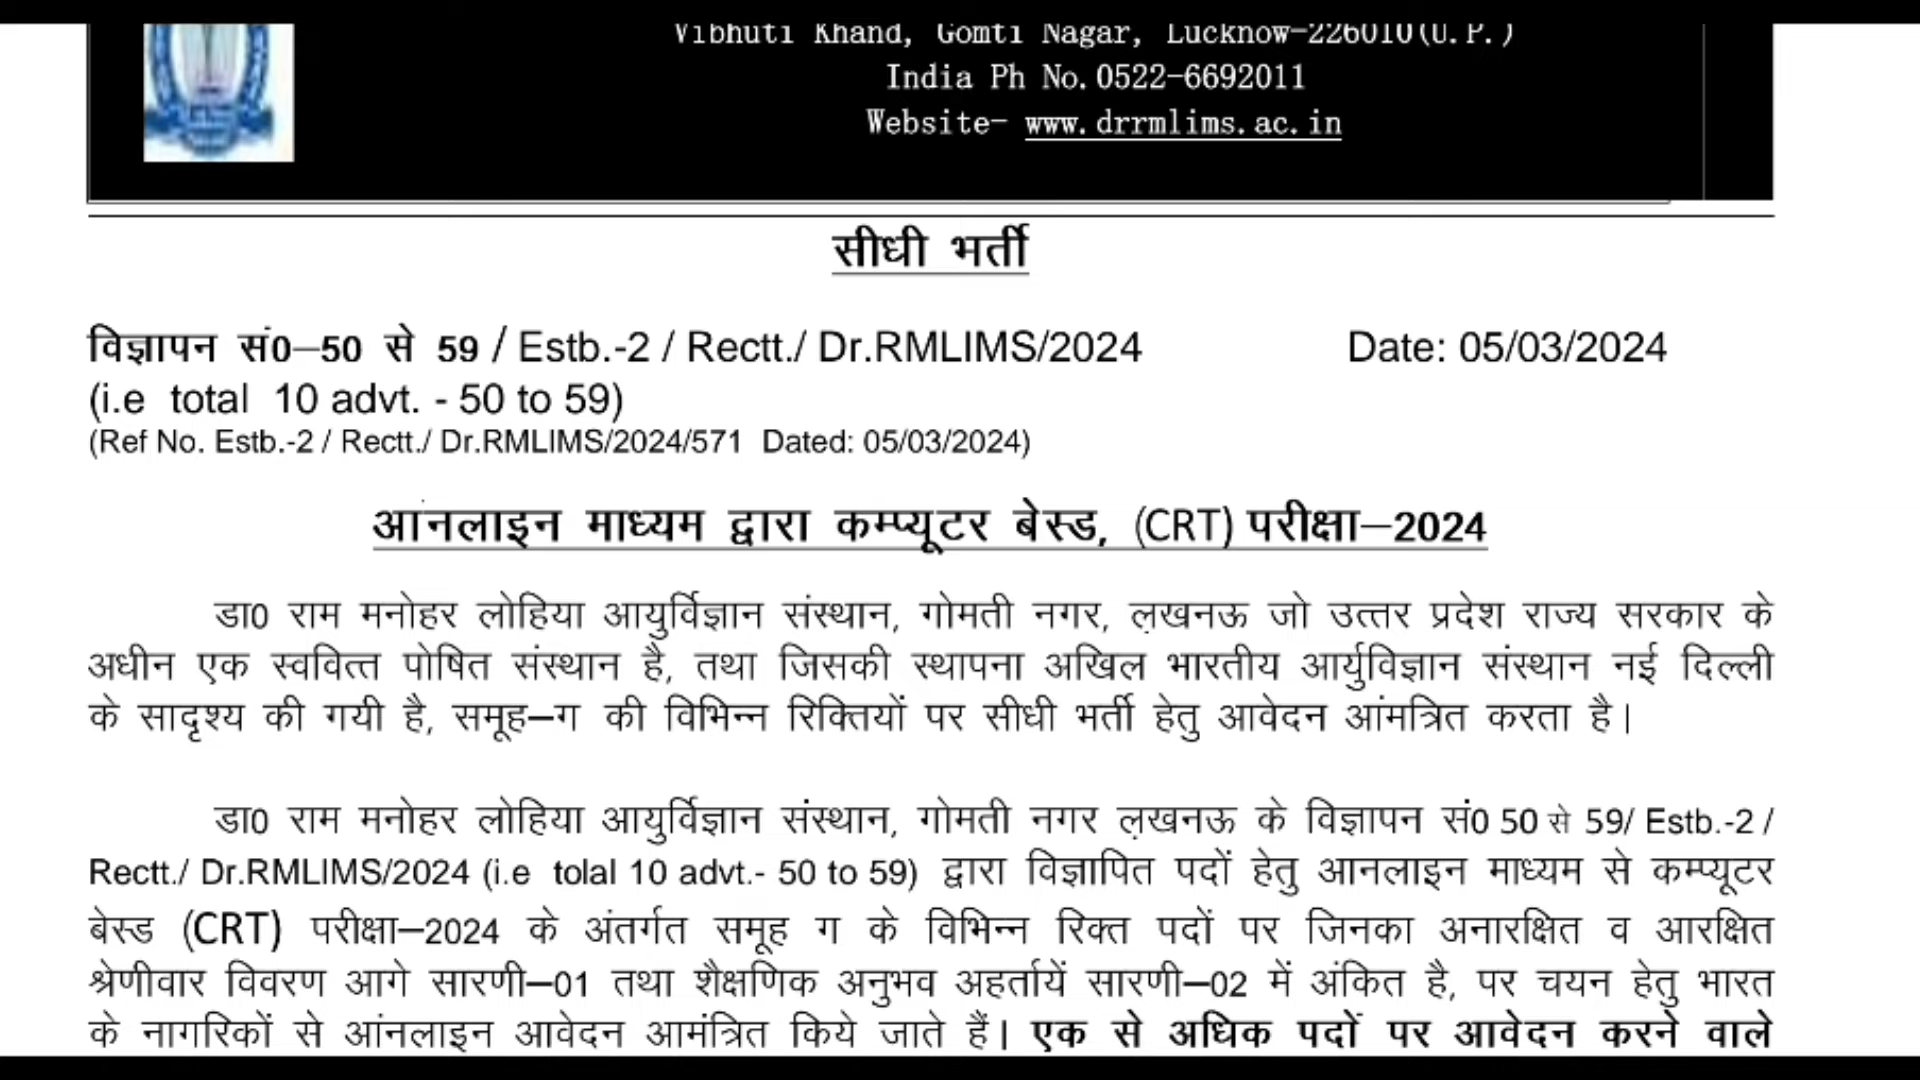 Vibhuti Khand, Gomti Nagar, Lucknow-226010(U.P.)
India Ph No.0522-6692011
Website- www.drrmlims.ac.in
सीधी भर्ती
विज्ञापन सं0–50 से 59 / Estb.-2 / Rectt./ Dr.RMLIMS/2024 Date: 05/03/2024
(i.e total 10 advt. - 50 to 59)
(Ref No. Estb.-2 / Rectt./ Dr.RMLIMS/2024/571 Dated: 05/03/2024)
आंनलाइन माध्यम द्वारा कम्प्यूटर बेस्ड, (CRT) परीक्षा–2024
डा0 राम मनोहर लोहिया आयुर्विज्ञान संस्थान, गोमती नगर, लखनऊ जो उत्तर प्रदेश राज्य सरकार के
अधीन एक स्ववित्त पोषित संस्थान है, तथा जिसकी स्थापना अखिल भारतीय आर्युविज्ञान संस्थान नई दिल्ली
के सादृश्य की गयी है, समूह–ग की विभिन्न रिक्तियों पर सीधी भर्ती हेतु आवेदन आंमत्रित करता है।
डा0 राम मनोहर लोहिया आयुर्विज्ञान संस्थान, गोमती नगर लखनऊ के विज्ञापन सं0 50 से 59/ Estb.-2 /
Rectt./ Dr.RMLIMS/2024 (i.e tolal 10 advt.- 50 to 59) द्वारा विज्ञापित पदों हेतु आनलाइन माध्यम से कम्प्यूटर
बेस्ड (CRT) परीक्षा–2024 के अंतर्गत समूह ग के विभिन्न रिक्त पदों पर जिनका अनारक्षित व आरक्षित
श्रेणीवार विवरण आगे सारणी–01 तथा शैक्षणिक अनुभव अहर्तायें सारणी–02 में अंकित है, पर चयन हेतु भारत
के नागरिकों से आंनलाइन आवेदन आमंत्रित किये जाते हैं। एक से अधिक पदों पर आवेदन करने वाले